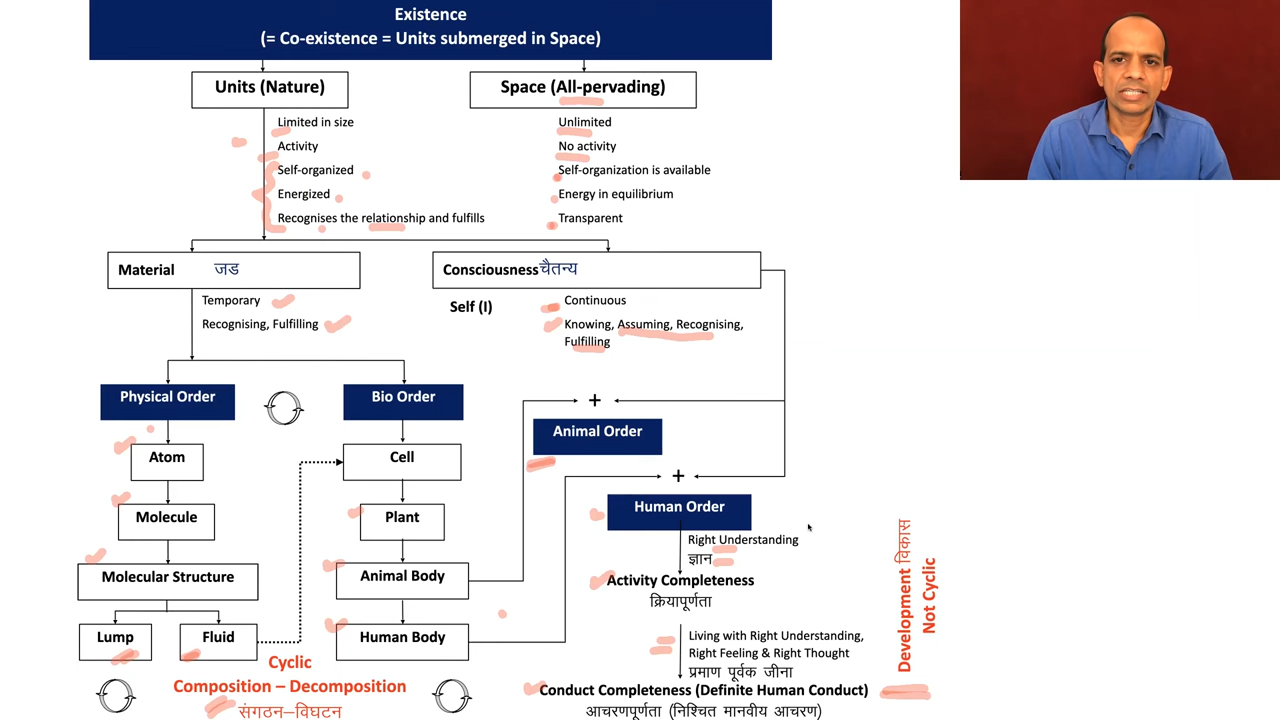 Existence
(= Co-existence = Units submerged in Space)
Units (Nature)
Space (All-pervading)
Limited in size
Activity
Self-organized
Energized
Recognises the relationship and fulfills
Unlimited
No activity
Self-organization is available
Energy in equilibrium
Transparent
Material जड
Consciousness चैतन्य
Temporary
Recognising, Fulfilling
Self (I)
Continuous
Knowing, Assuming, Recognising,
Fulfilling
Physical Order
Bio Order
+
Animal Order
Atom
Cell
+
Human Order
Molecule
Plant
Right Understanding
ज्ञान
Molecular Structure
Animal Body
Activity Completeness
क्रियापूर्णता
Lump
Fluid
Human Body
Living with Right Understanding,
Right Feeling & Right Thought
प्रमाण पूर्वक जीना
Cyclic
Composition – Decomposition
संगठन–विघटन
Conduct Completeness (Definite Human Conduct)
आचरणपूर्णता (निश्चित मानवीय आचरण)
Development विकास
Not Cyclic